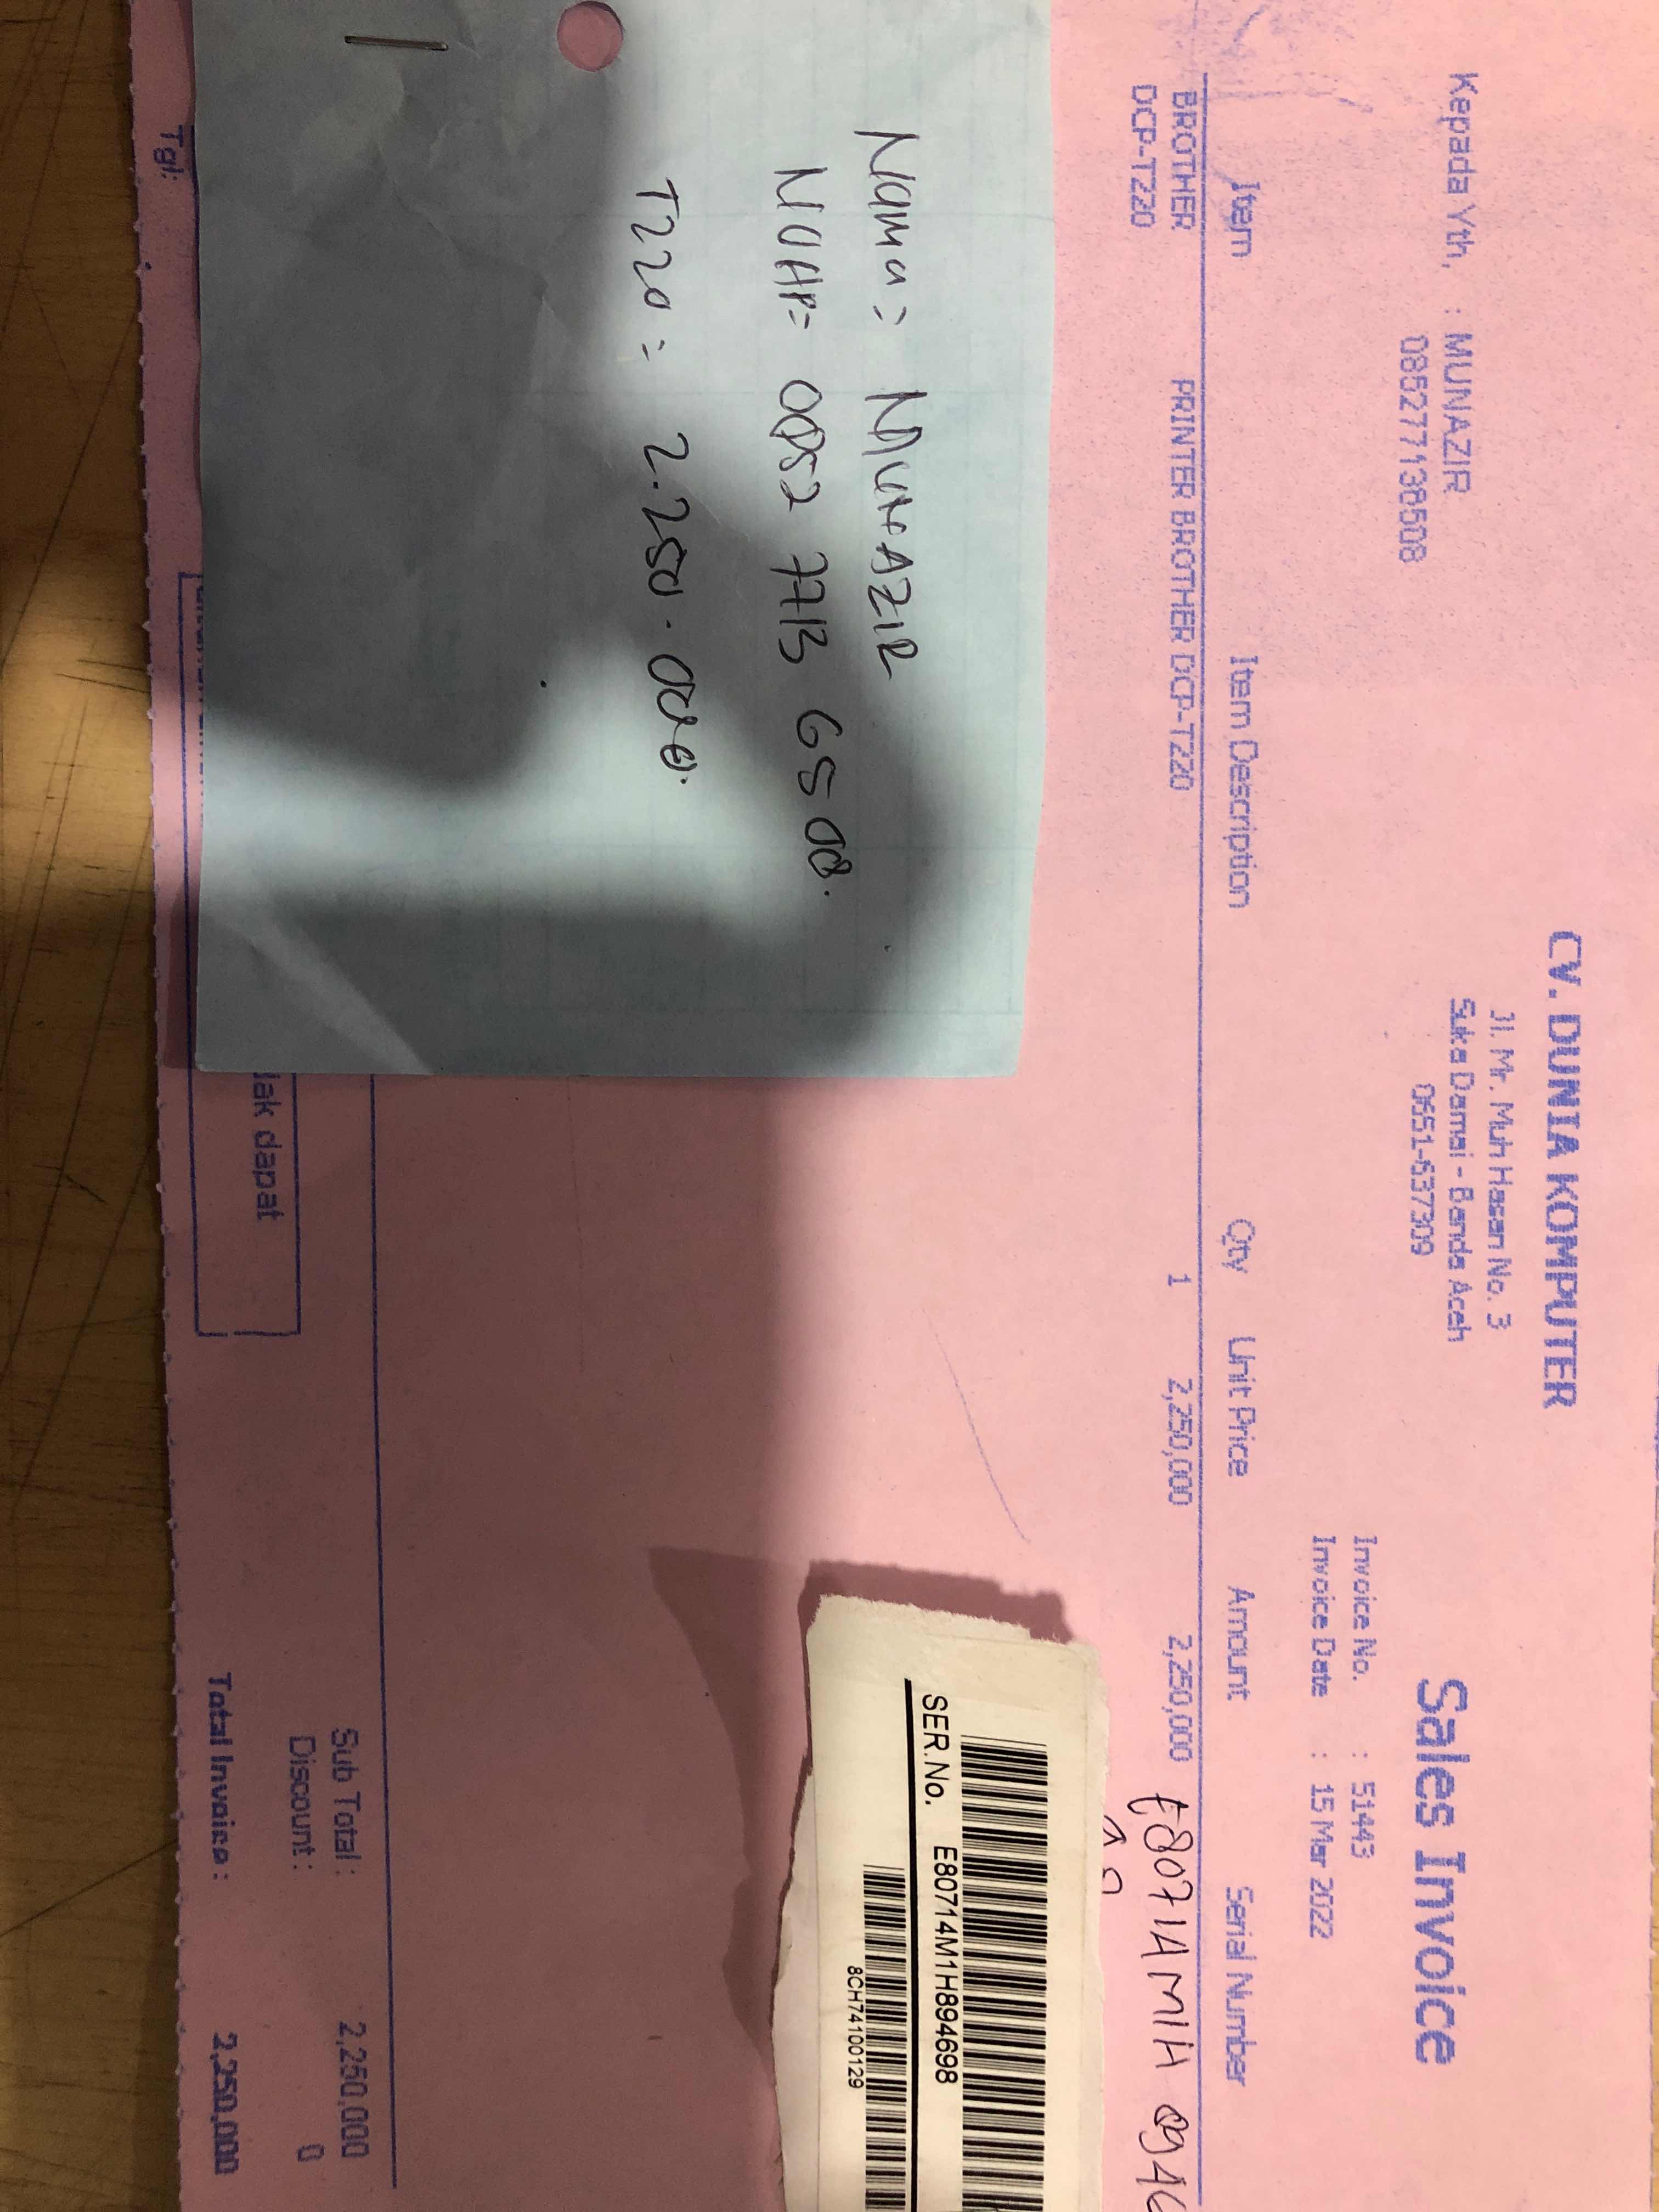 CV. DUNIA KOMPUTER
Jl. Mr. Muh Hasan No. 3
Suka Damai - Banda Aceh
0651-637309
Sales Invoice
Kepada Yth, : MUNAZIR
085277136508
Invoice No. : 51443
Invoice Date : 15 Mar 2022
Item Item Description Qty Unit Price Amount Serial Number
BROTHER DCP-T220 PRINTER BROTHER DCP-T220 1 2,250,000 2,250,000
E80714M1H
Nama = MUNAZIR
NOHP = 0852 7713 6508.
T220 = 2.250.000.
SER.No. E80714M1H894698
8CH74100129
Sub Total : 2,250,000
Discount : 0
Total Invoice : 2,250,000
dapat
Tgl: